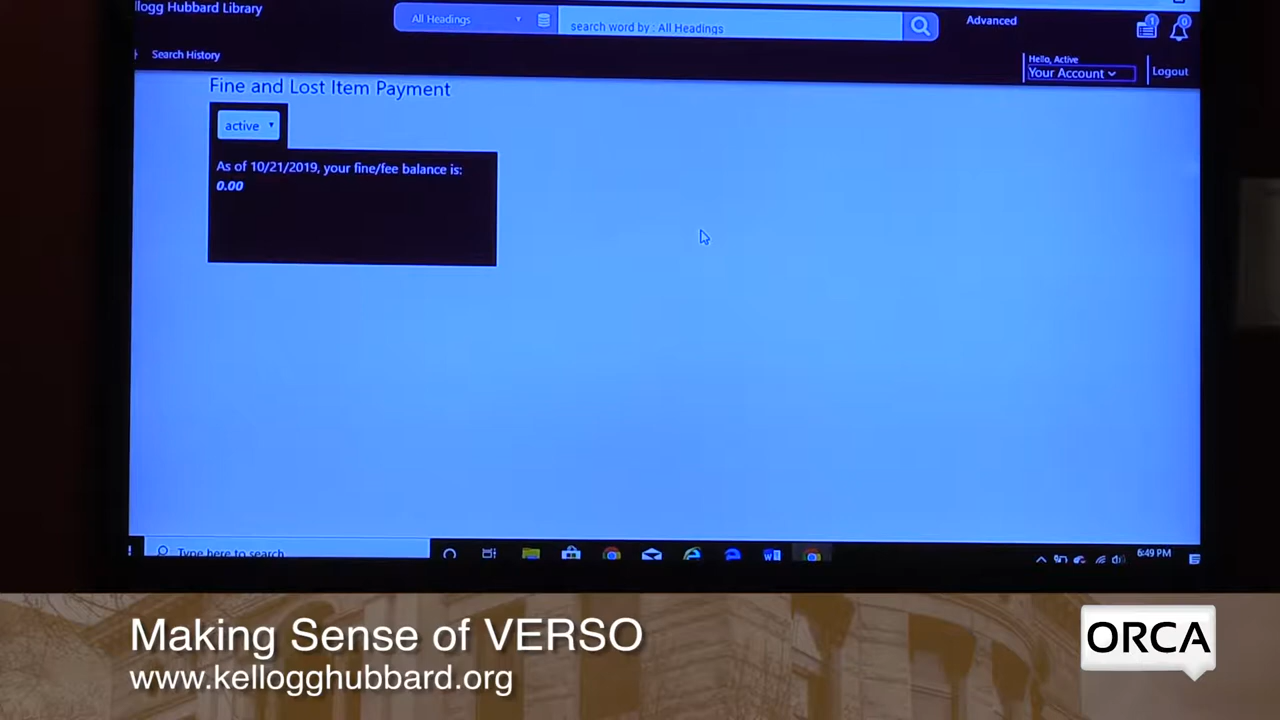 llogg Hubbard Library
All Headings
search word by : All Headings
Advanced
1
0
Search History
Hello, Active
Your Account
Logout
Fine and Lost Item Payment
active
As of 10/21/2019, your fine/fee balance is:
0.00
Type here to search
6:49 PM
Making Sense of VERSO
www.kellogghubbard.org
ORCA